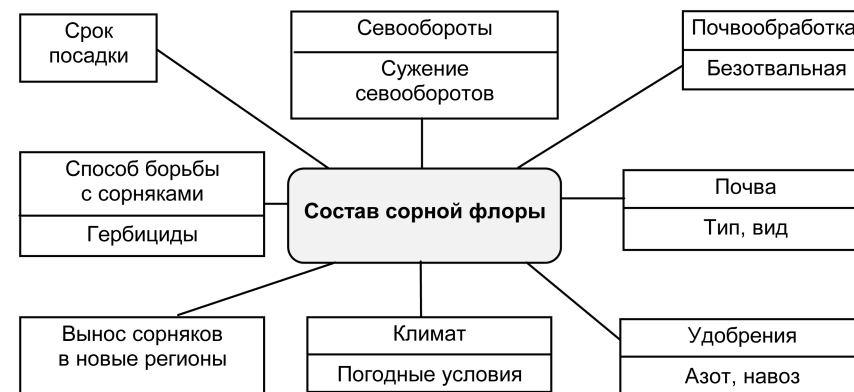 Срок
посадки
Севообороты
Сужение
севооборотов
Почвообработка
Безотвальная
Способ борьбы
с сорняками
Гербициды
Состав сорной флоры
Почва
Тип, вид
Вынос сорняков
в новые регионы
Климат
Погодные условия
Удобрения
Азот, навоз